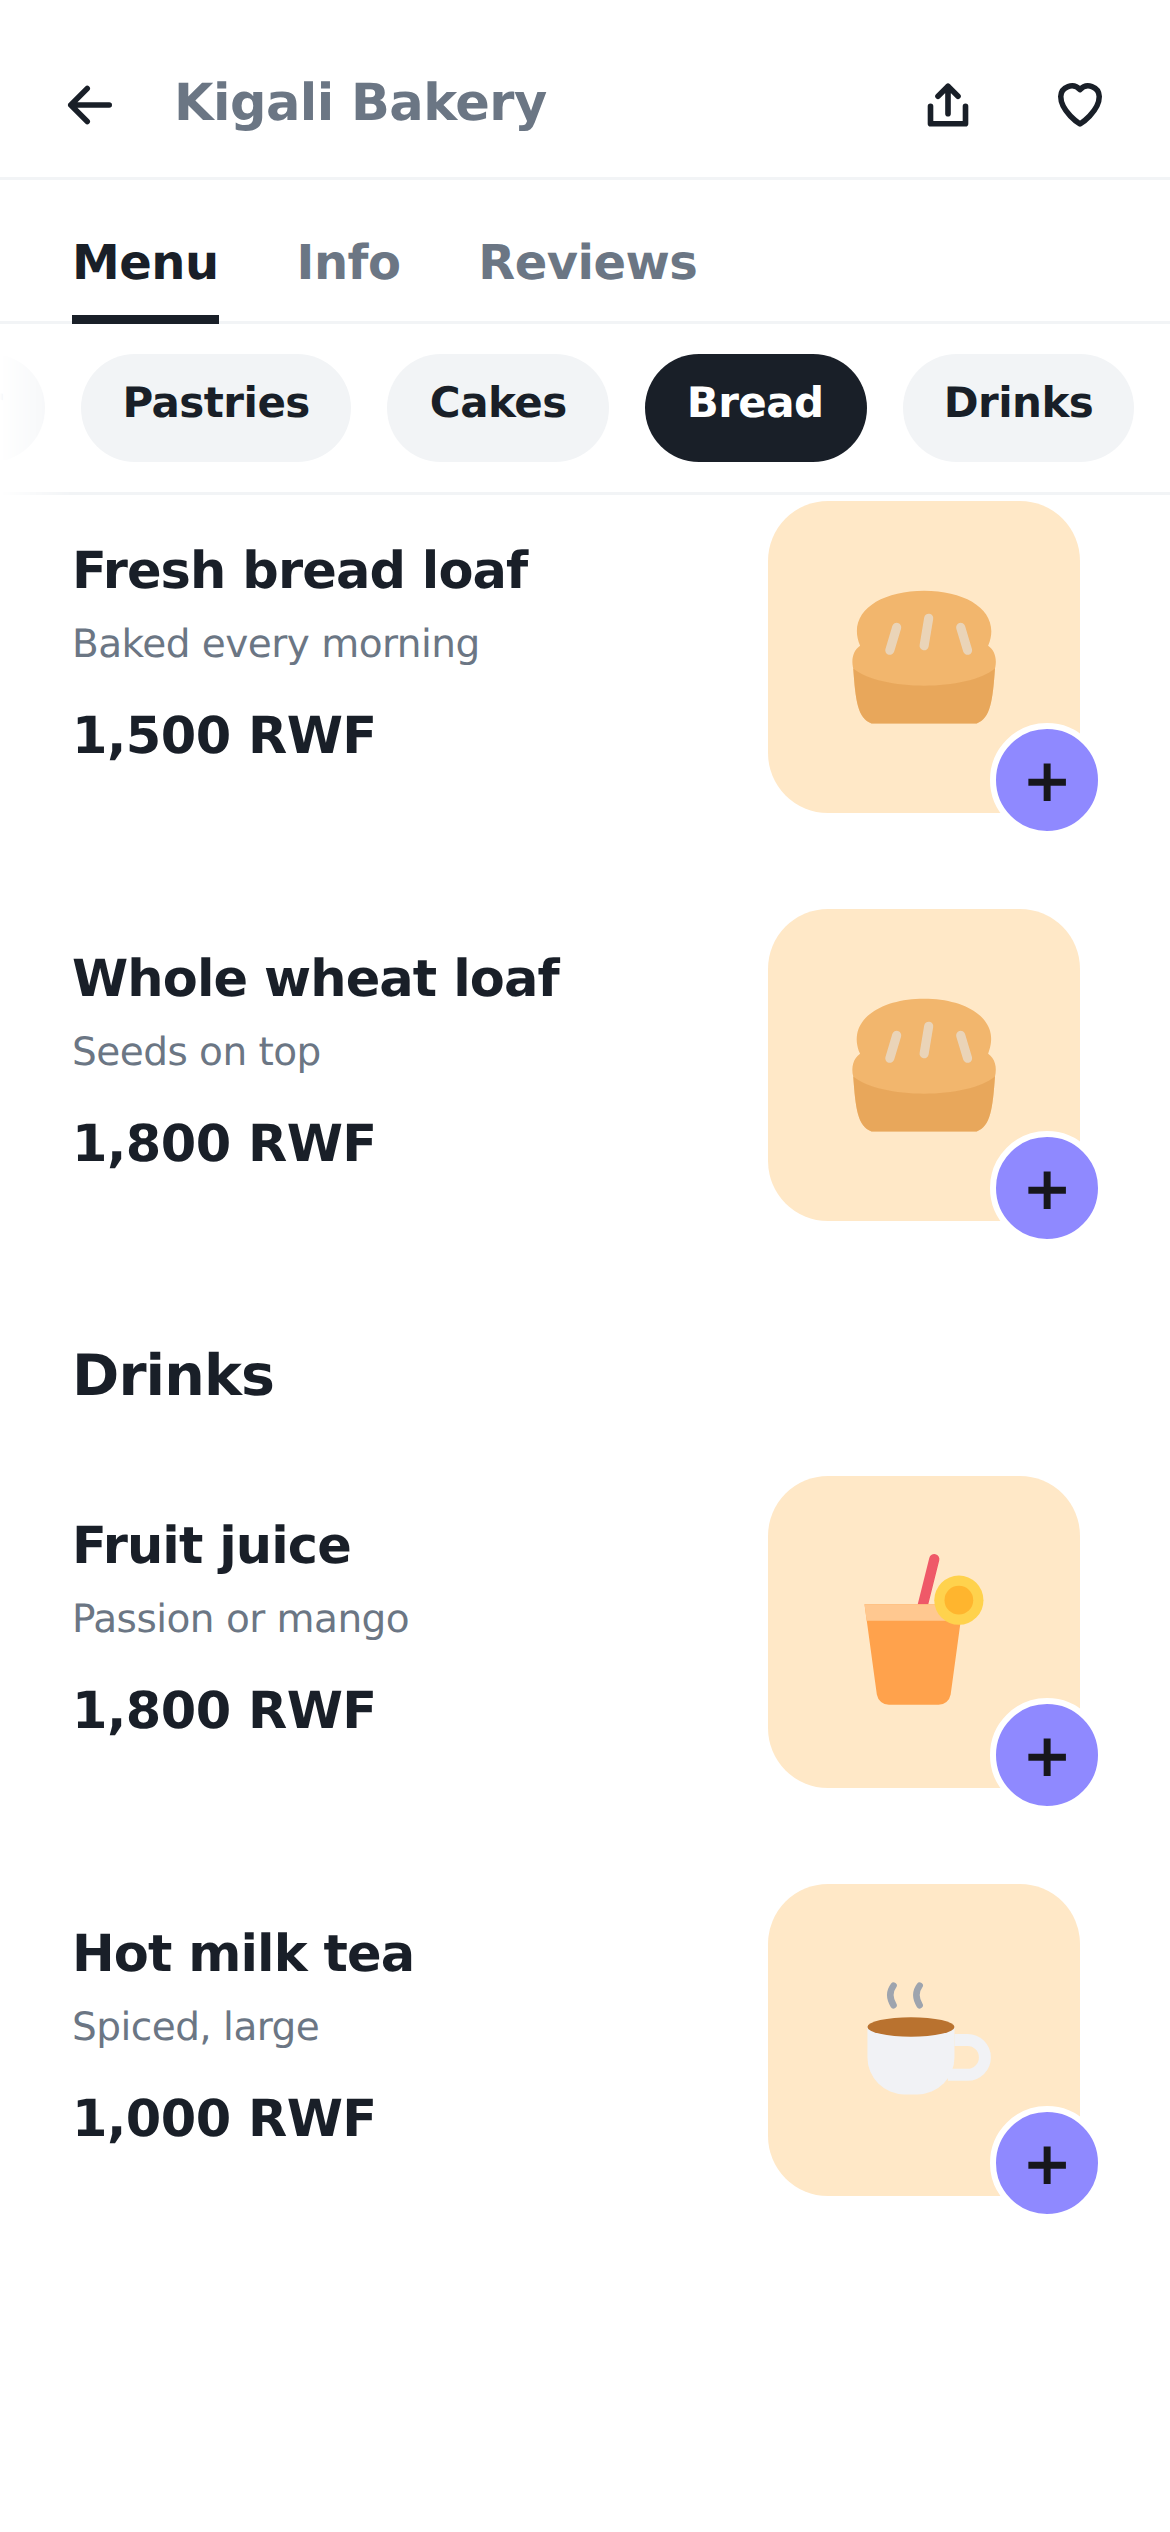 Kigali Bakery
Menu Info Reviews
Pastries Cakes Bread Drinks
Fresh bread loaf
Baked every morning
1,500 RWF
+
Whole wheat loaf
Seeds on top
1,800 RWF
+
Drinks
Fruit juice
Passion or mango
1,800 RWF
+
Hot milk tea
Spiced, large
1,000 RWF
+